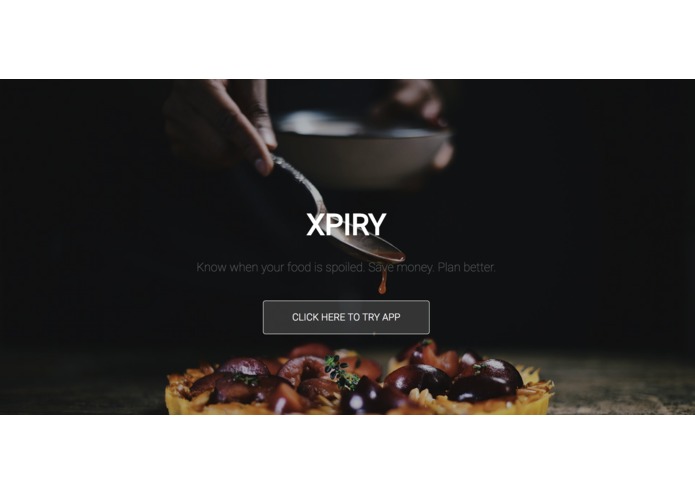 XPIRY
Know when your food is spoiled. Save money. Plan better.
CLICK HERE TO TRY APP